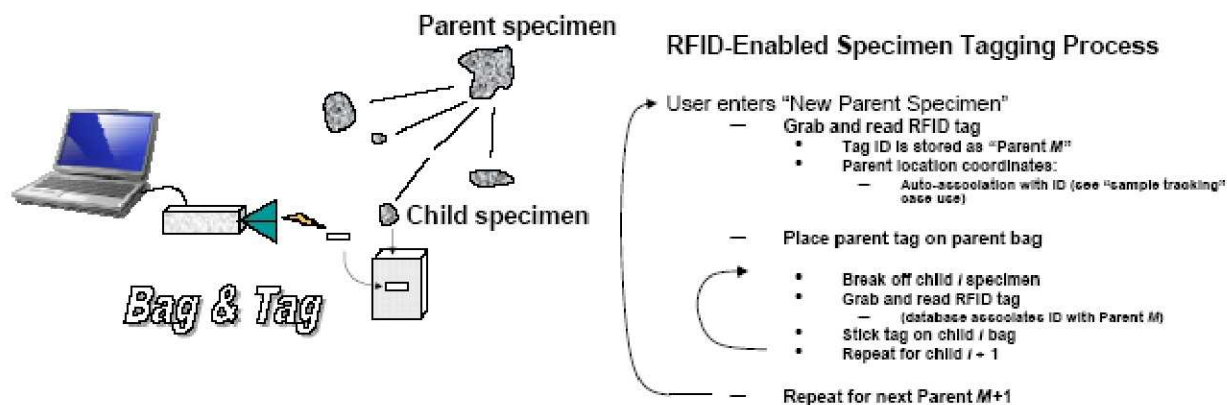 Parent specimen
Child specimen
Bag & Tag
RFID-Enabled Specimen Tagging Process
User enters “New Parent Specimen”
— Grab and read RFID tag
• Tag ID is stored as “Parent M”
• Parent location coordinates:
— Auto-association with ID (see “sample tracking”
case use)
— Place parent tag on parent bag
• Break off child i specimen
• Grab and read RFID tag
— (database associates ID with Parent M)
• Stick tag on child i bag
• Repeat for child i + 1
— Repeat for next Parent M+1